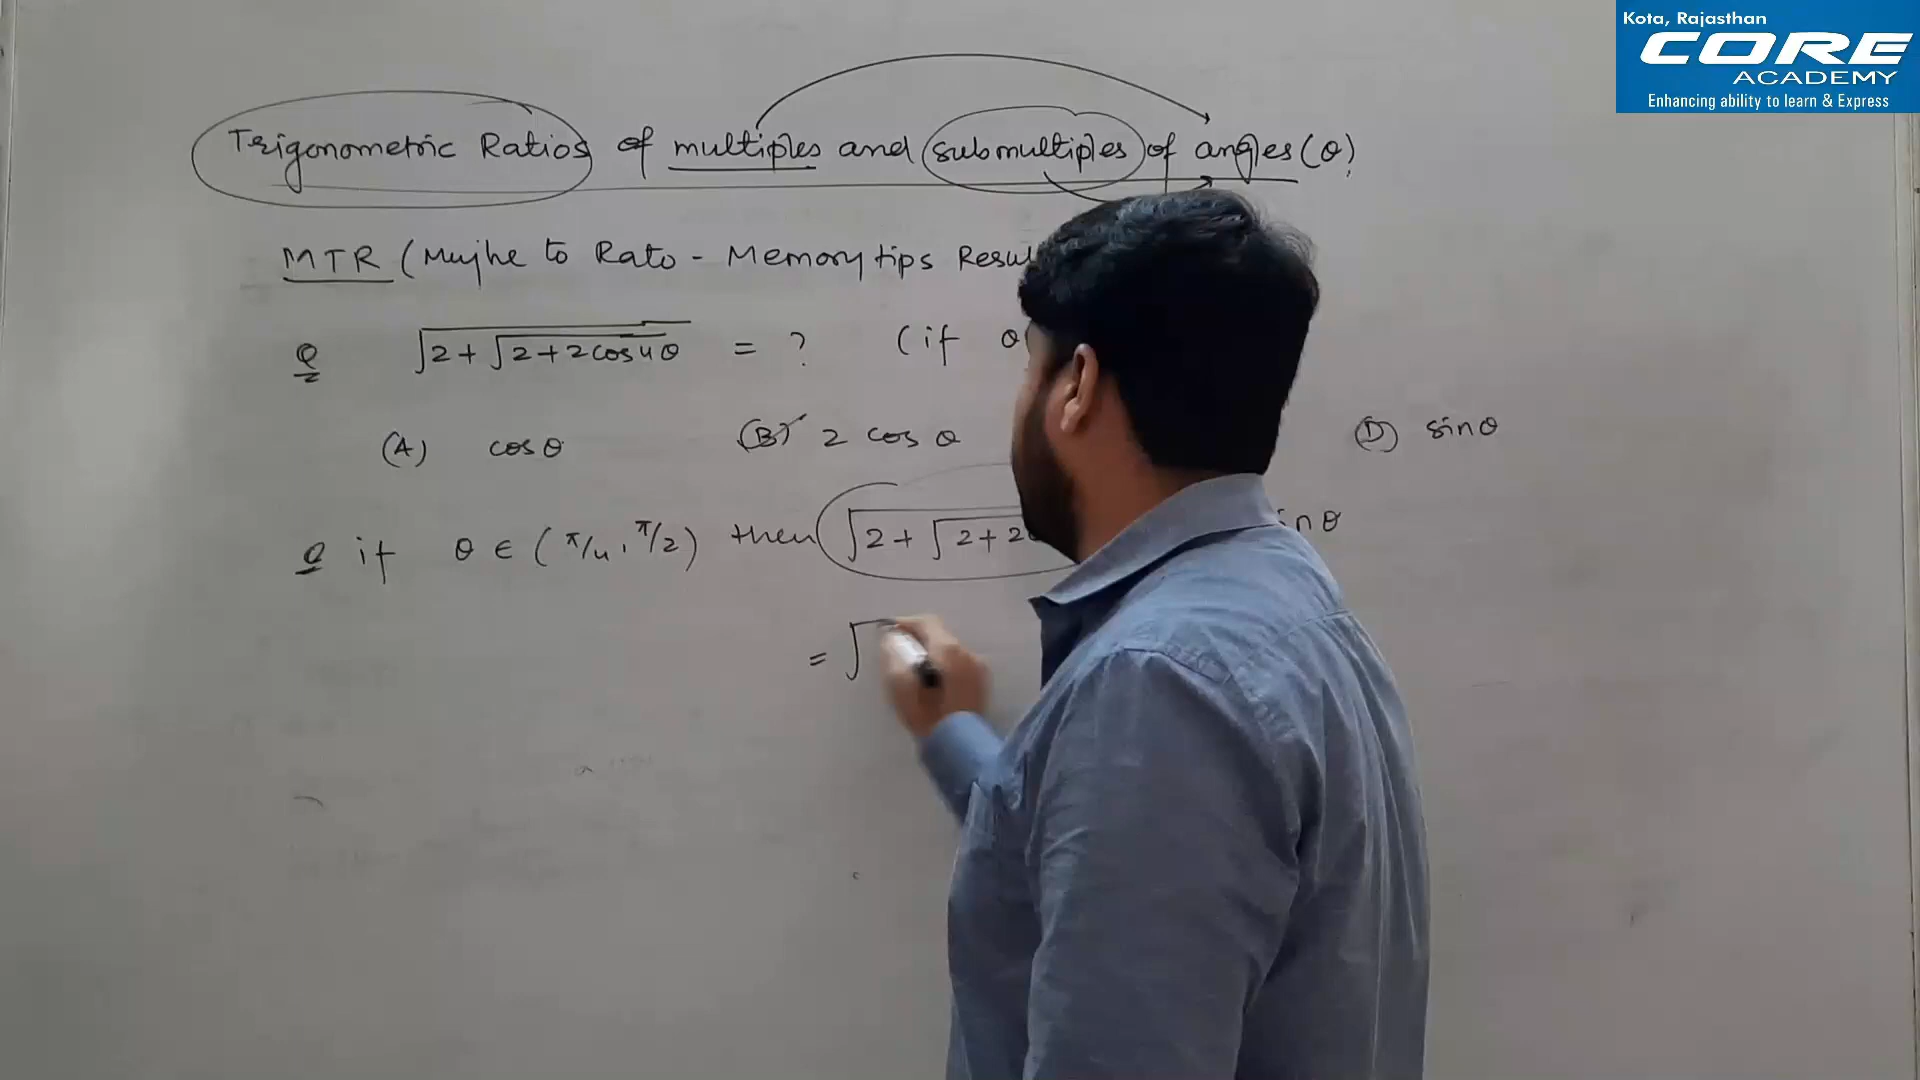 Kota, Rajasthan
CORE
ACADEMY
Enhancing ability to learn & Express
Trigonometric Ratios of multiples and submultiples of angles (θ)
MTR (Mujhe to Rato - Memory tips Resul
Q √2+√2+2cos4θ = ? (if θ
(A) cosθ (B) 2 cosθ (D) sinθ
Q if θ ∈ (π/4, π/2) then √2+√2+2 inθ
= √